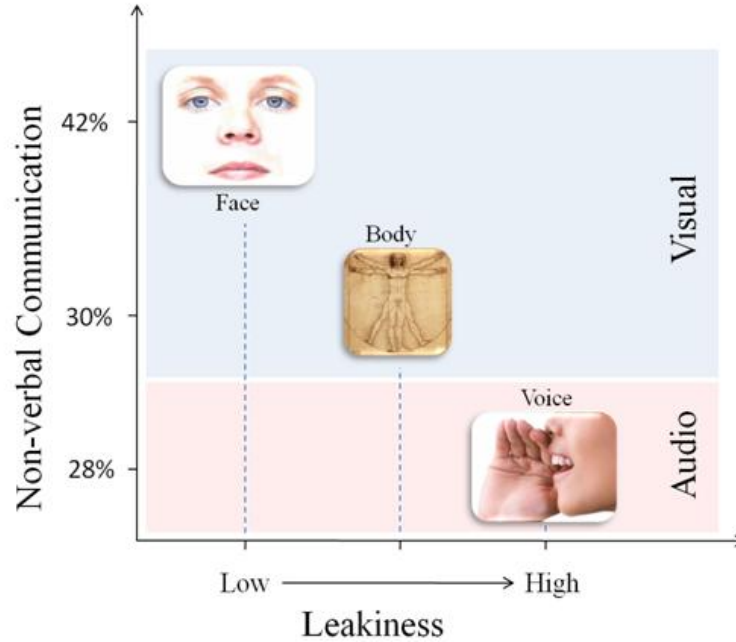 Non-verbal Communication
42%
30%
28%
Face
Body
Voice
Visual
Audio
Low
High
Leakiness